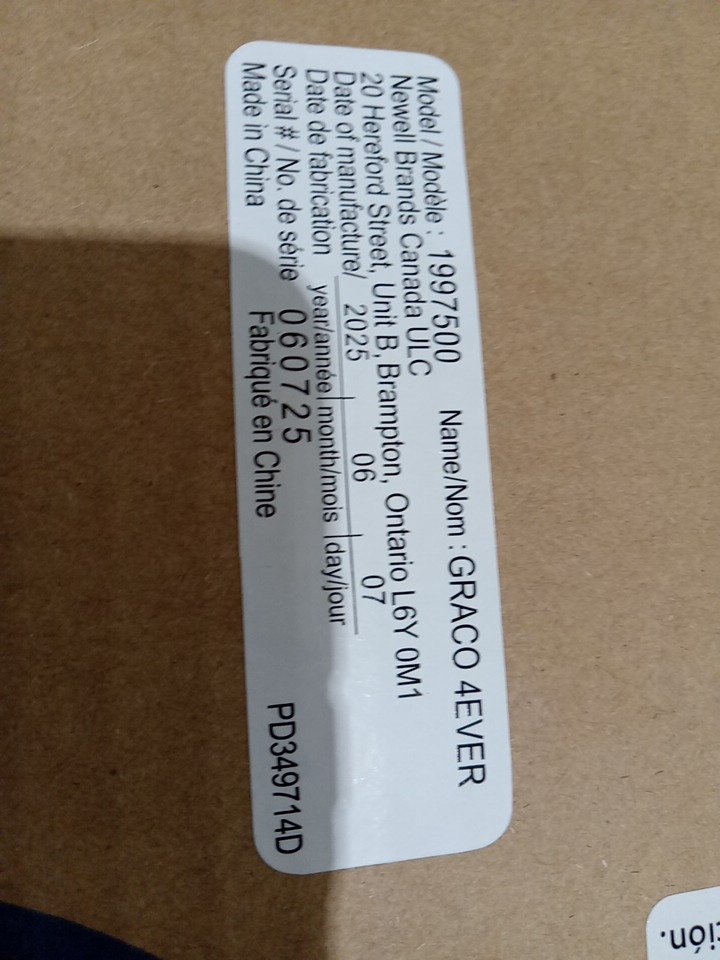 Model / Modèle : 1997500 Name/Nom : GRACO 4EVER
Newell Brands Canada ULC
20 Hereford Street, Unit B, Brampton, Ontario L6Y 0M1
Date of manufacture/ 2025 06 07
Date de fabrication year/année month/mois day/jour
Serial # / No. de série 060725
Made in China Fabriqué en Chine PD349714D